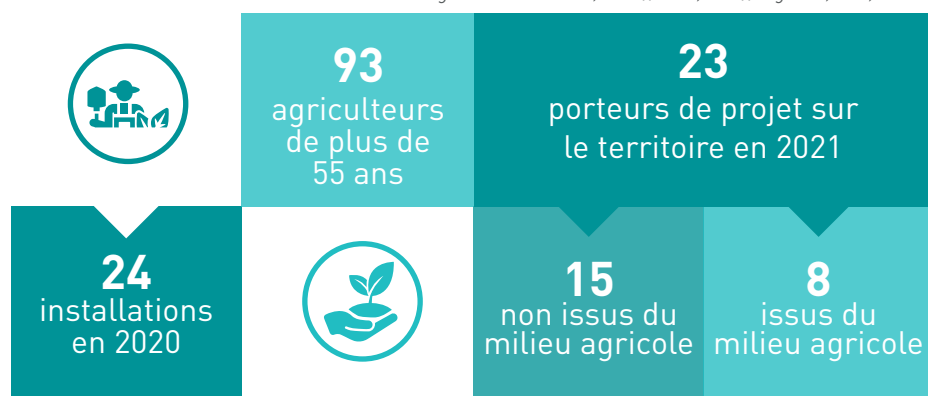 93
agriculteurs
de plus de
55 ans
23
porteurs de projet sur
le territoire en 2021
24
installations
en 2020
15
non issus du
milieu agricole
8
issus du
milieu agricole